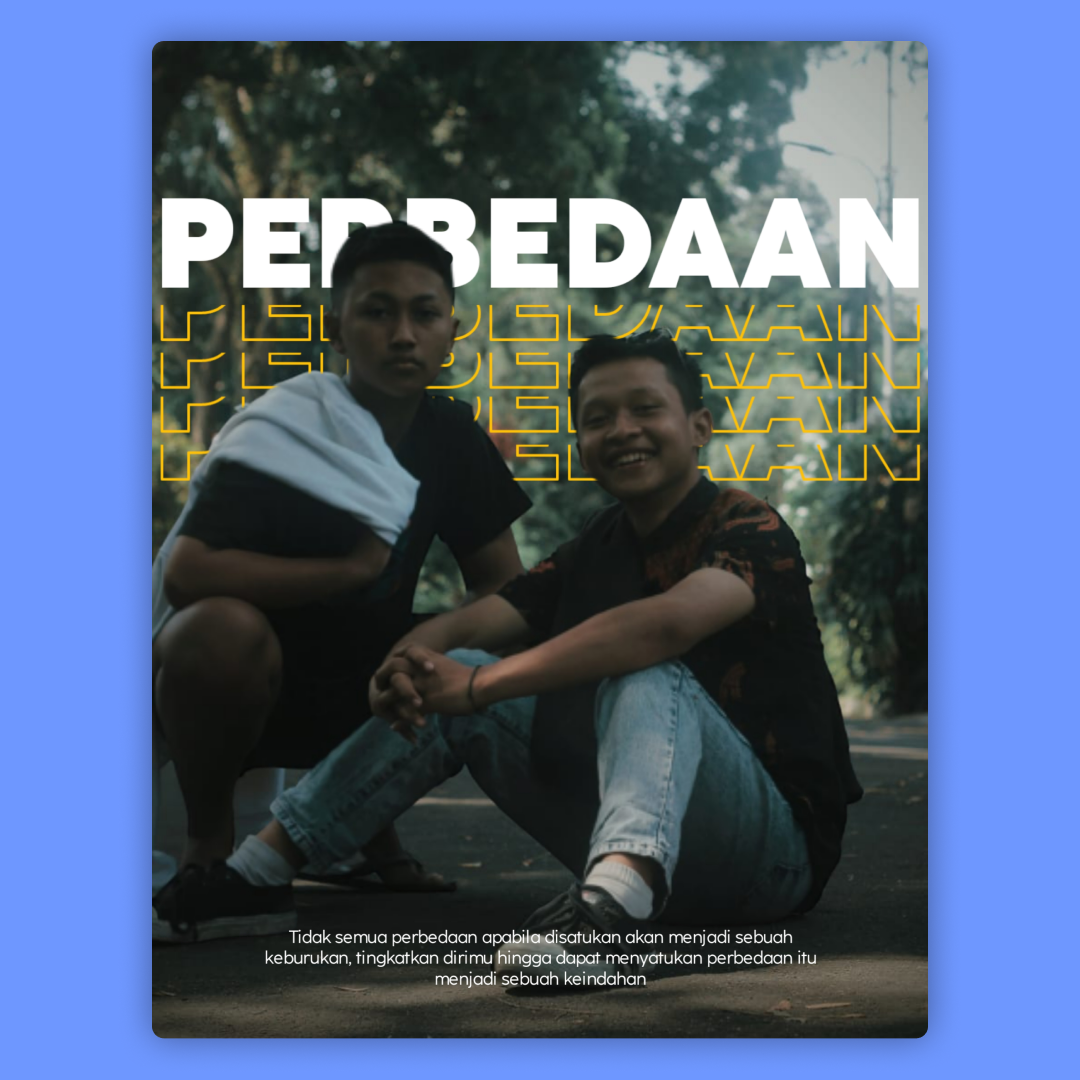 PERBEDAAN
PERBEDAAN
PERBEDAAN
PERBEDAAN
PERBEDAAN
Tidak semua perbedaan apabila disatukan akan menjadi sebuah
keburukan, tingkatkan dirimu hingga dapat menyatukan perbedaan itu
menjadi sebuah keindahan